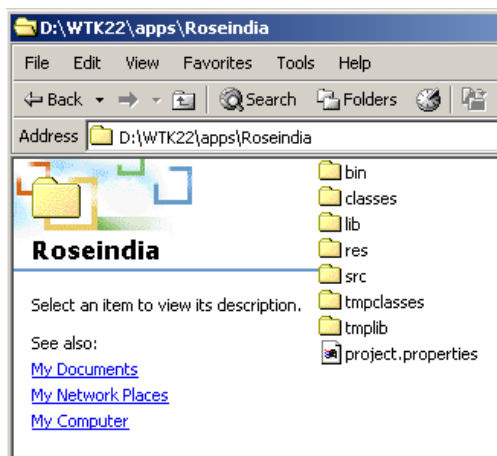 D:\WTK22\apps\Roseindia
File Edit View Favorites Tools Help
Back Search Folders
Address D:\WTK22\apps\Roseindia
Roseindia
Select an item to view its description.
See also:
My Documents
My Network Places
My Computer
bin
classes
lib
res
src
tmpclasses
tmplib
project.properties